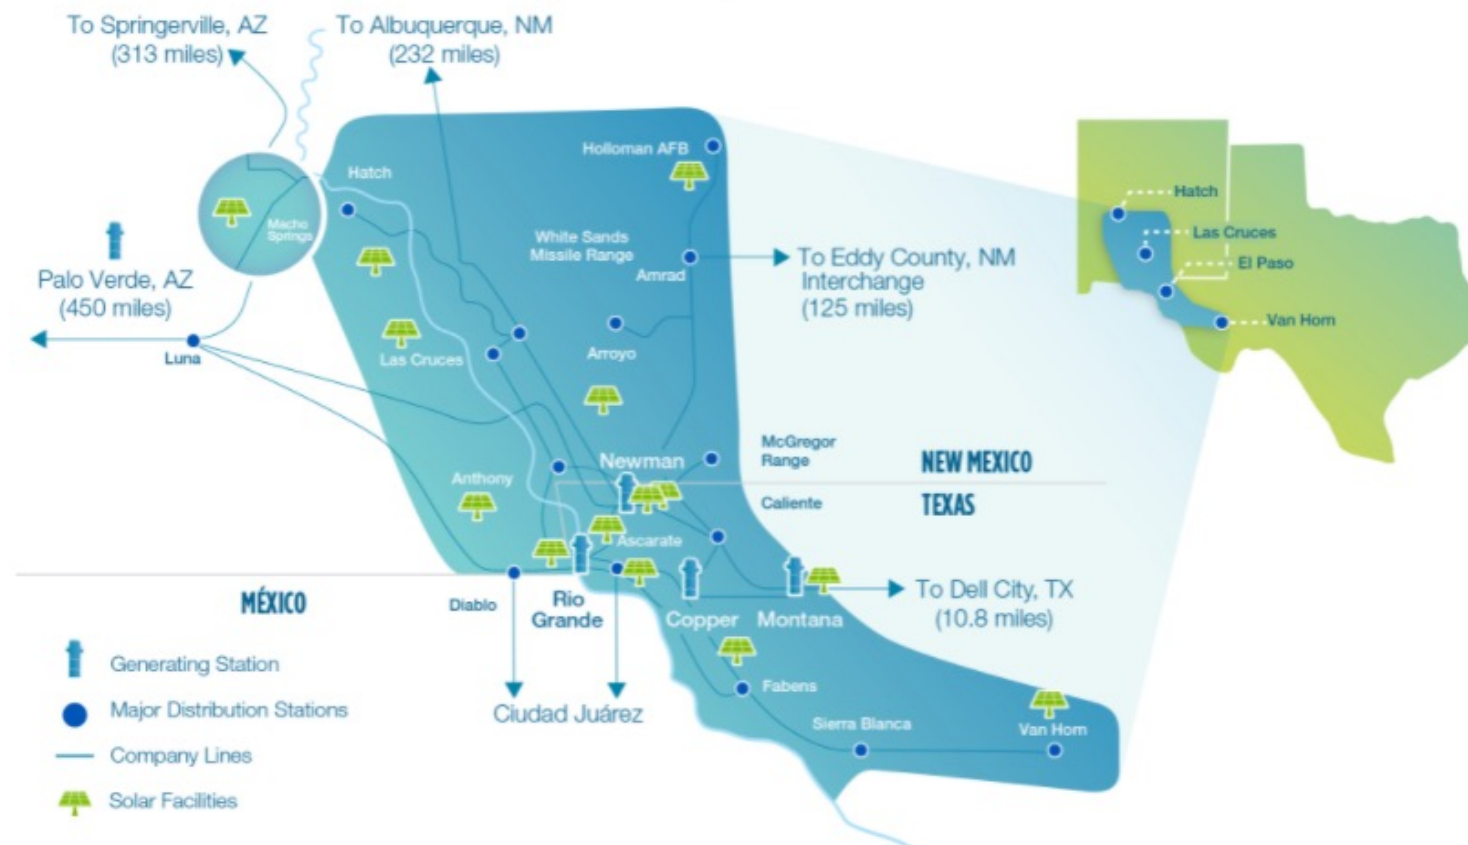 To Springerville, AZ
(313 miles)
To Albuquerque, NM
(232 miles)
Holloman AFB
Hatch
Macho
Springs
White Sands
Missile Range
Amrad
To Eddy County, NM
Interchange
(125 miles)
Palo Verde, AZ
(450 miles)
Luna
Las Cruces
Arroyo
Hatch
Las Cruces
El Paso
Van Horn
McGregor
Range
NEW MEXICO
Newman
Anthony
Caliente
TEXAS
Ascarate
MÉXICO
Diablo
Rio
Grande
Copper
Montana
To Dell City, TX
(10.8 miles)
Ciudad Juárez
Fabens
Sierra Blanca
Van Horn
Generating Station
Major Distribution Stations
Company Lines
Solar Facilities